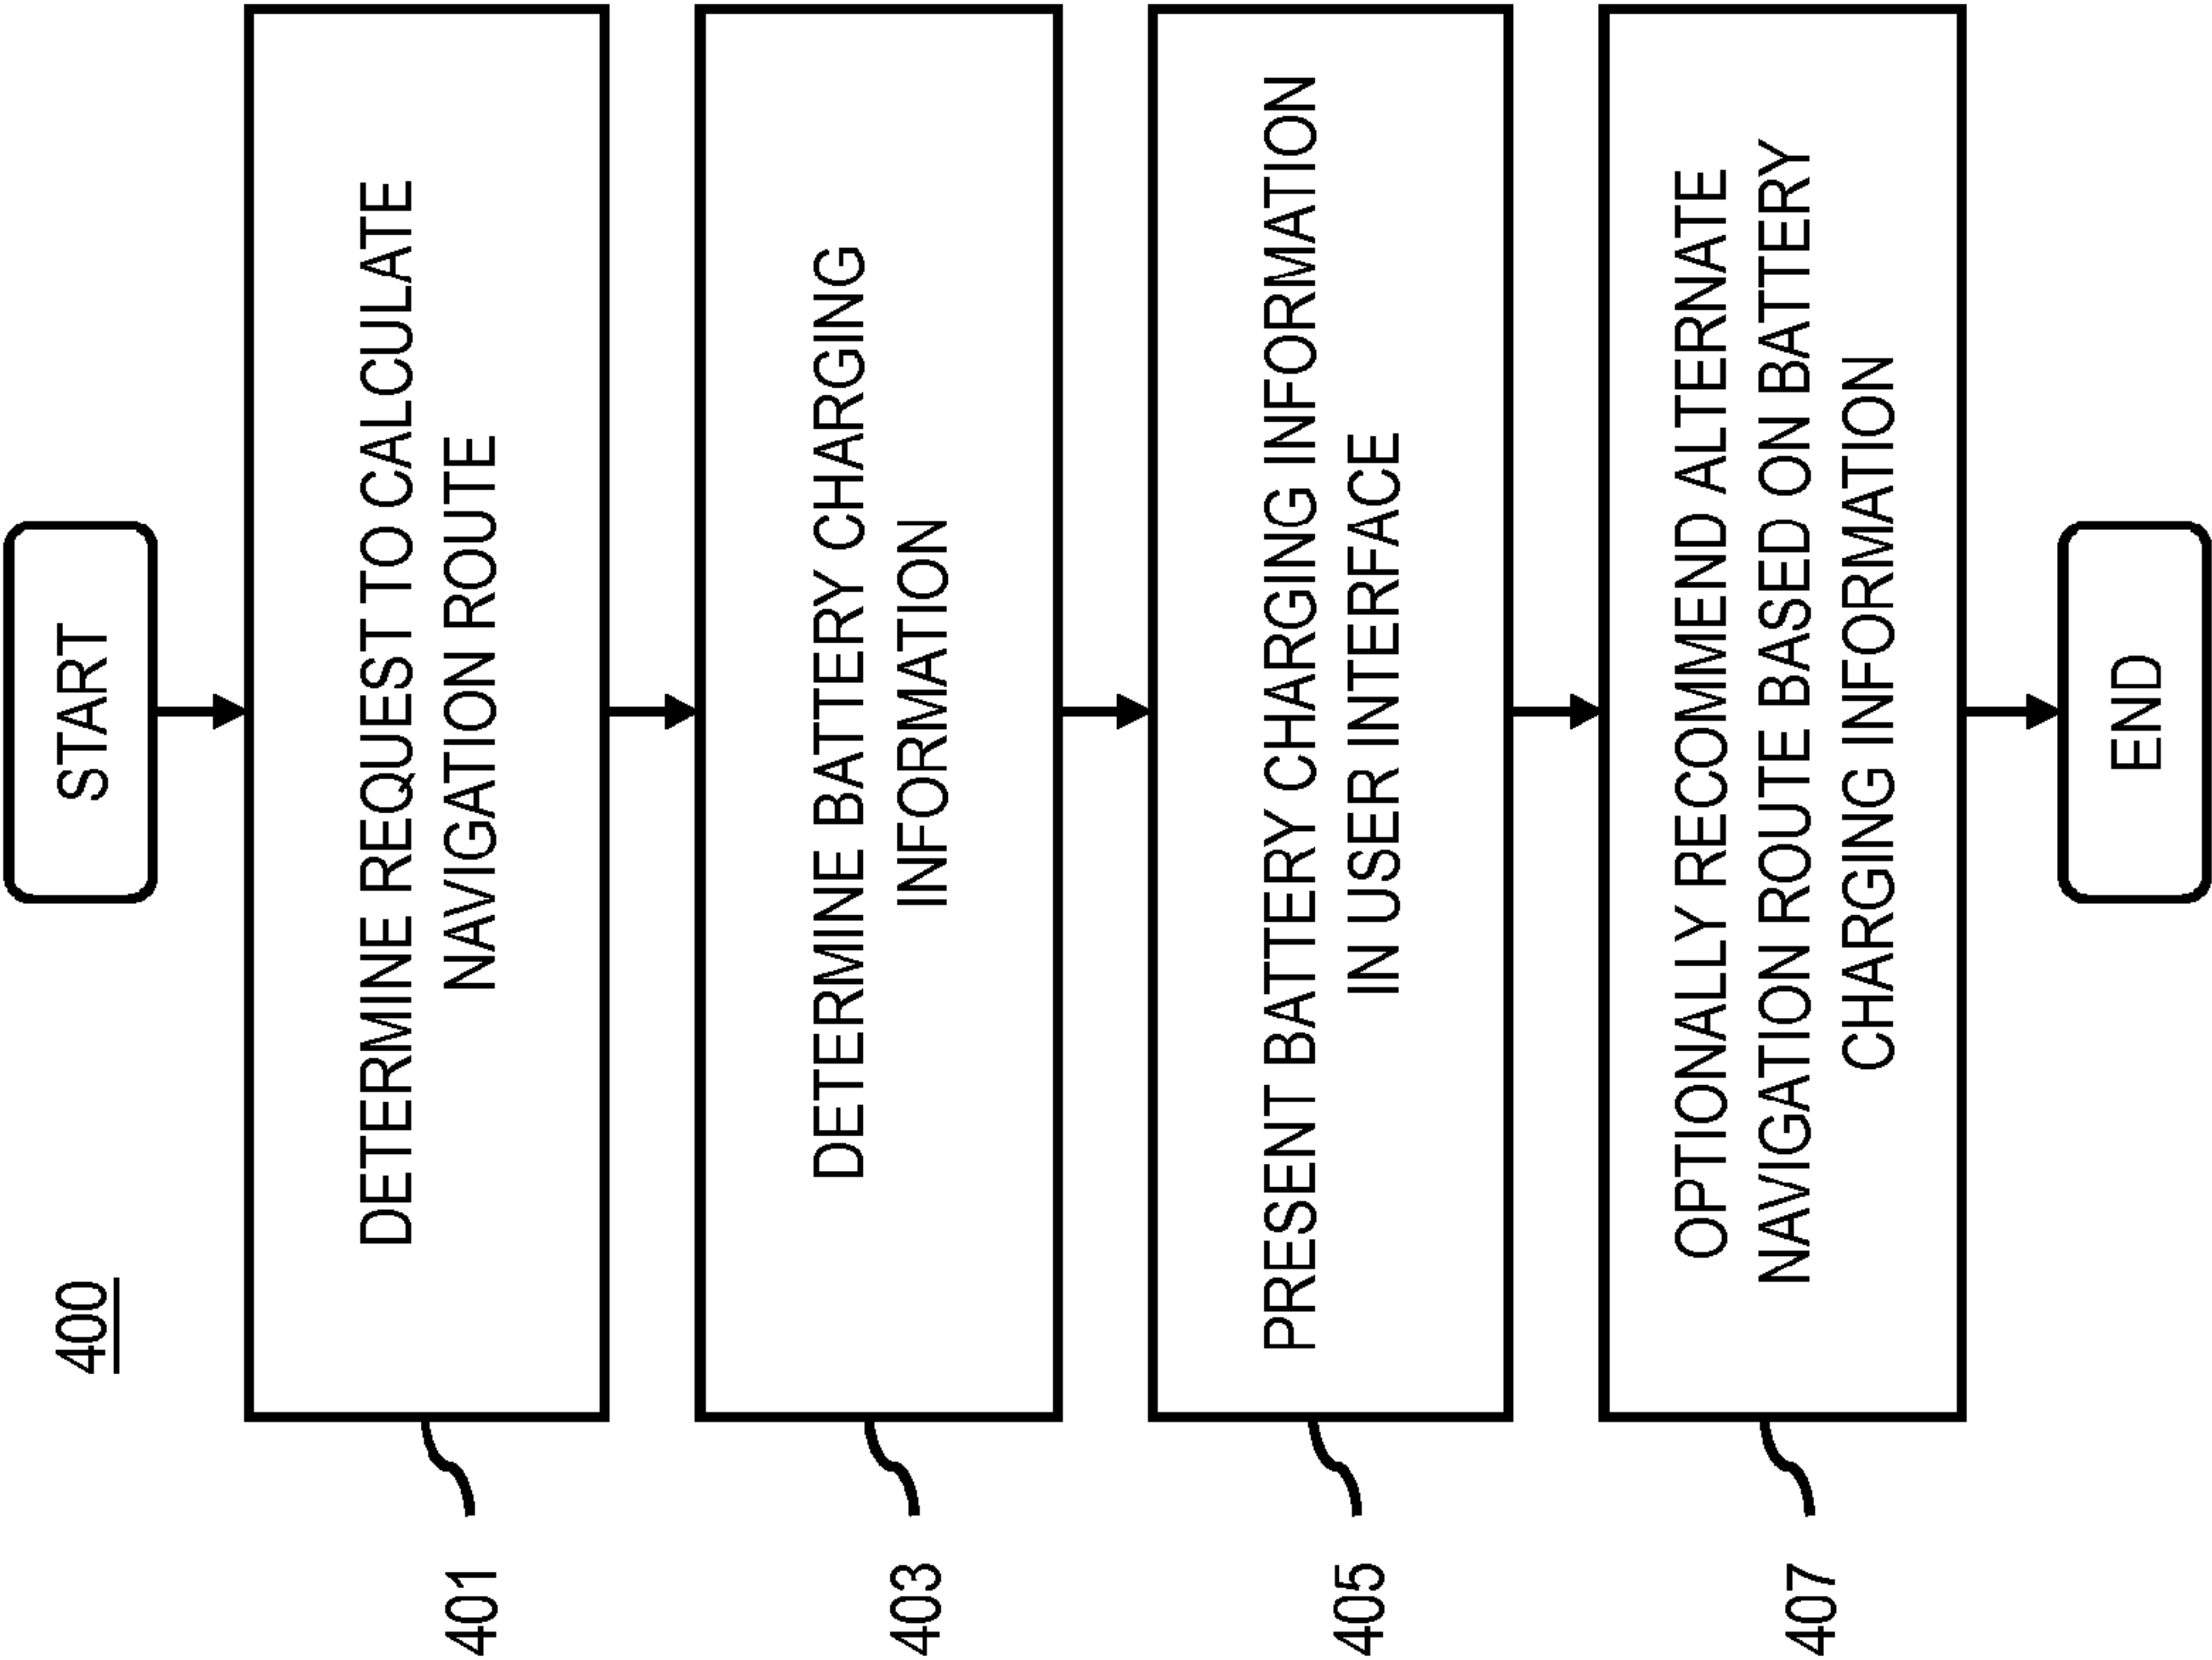 400
START
401
DETERMINE REQUEST TO CALCULATE
NAVIGATION ROUTE
403
DETERMINE BATTERY CHARGING
INFORMATION
405
PRESENT BATTERY CHARGING INFORMATION
IN USER INTERFACE
407
OPTIONALLY RECOMMEND ALTERNATE
NAVIGATION ROUTE BASED ON BATTERY
CHARGING INFORMATION
END